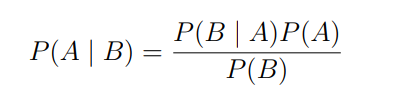 P(A | B) = P(B | A)P(A) / P(B)